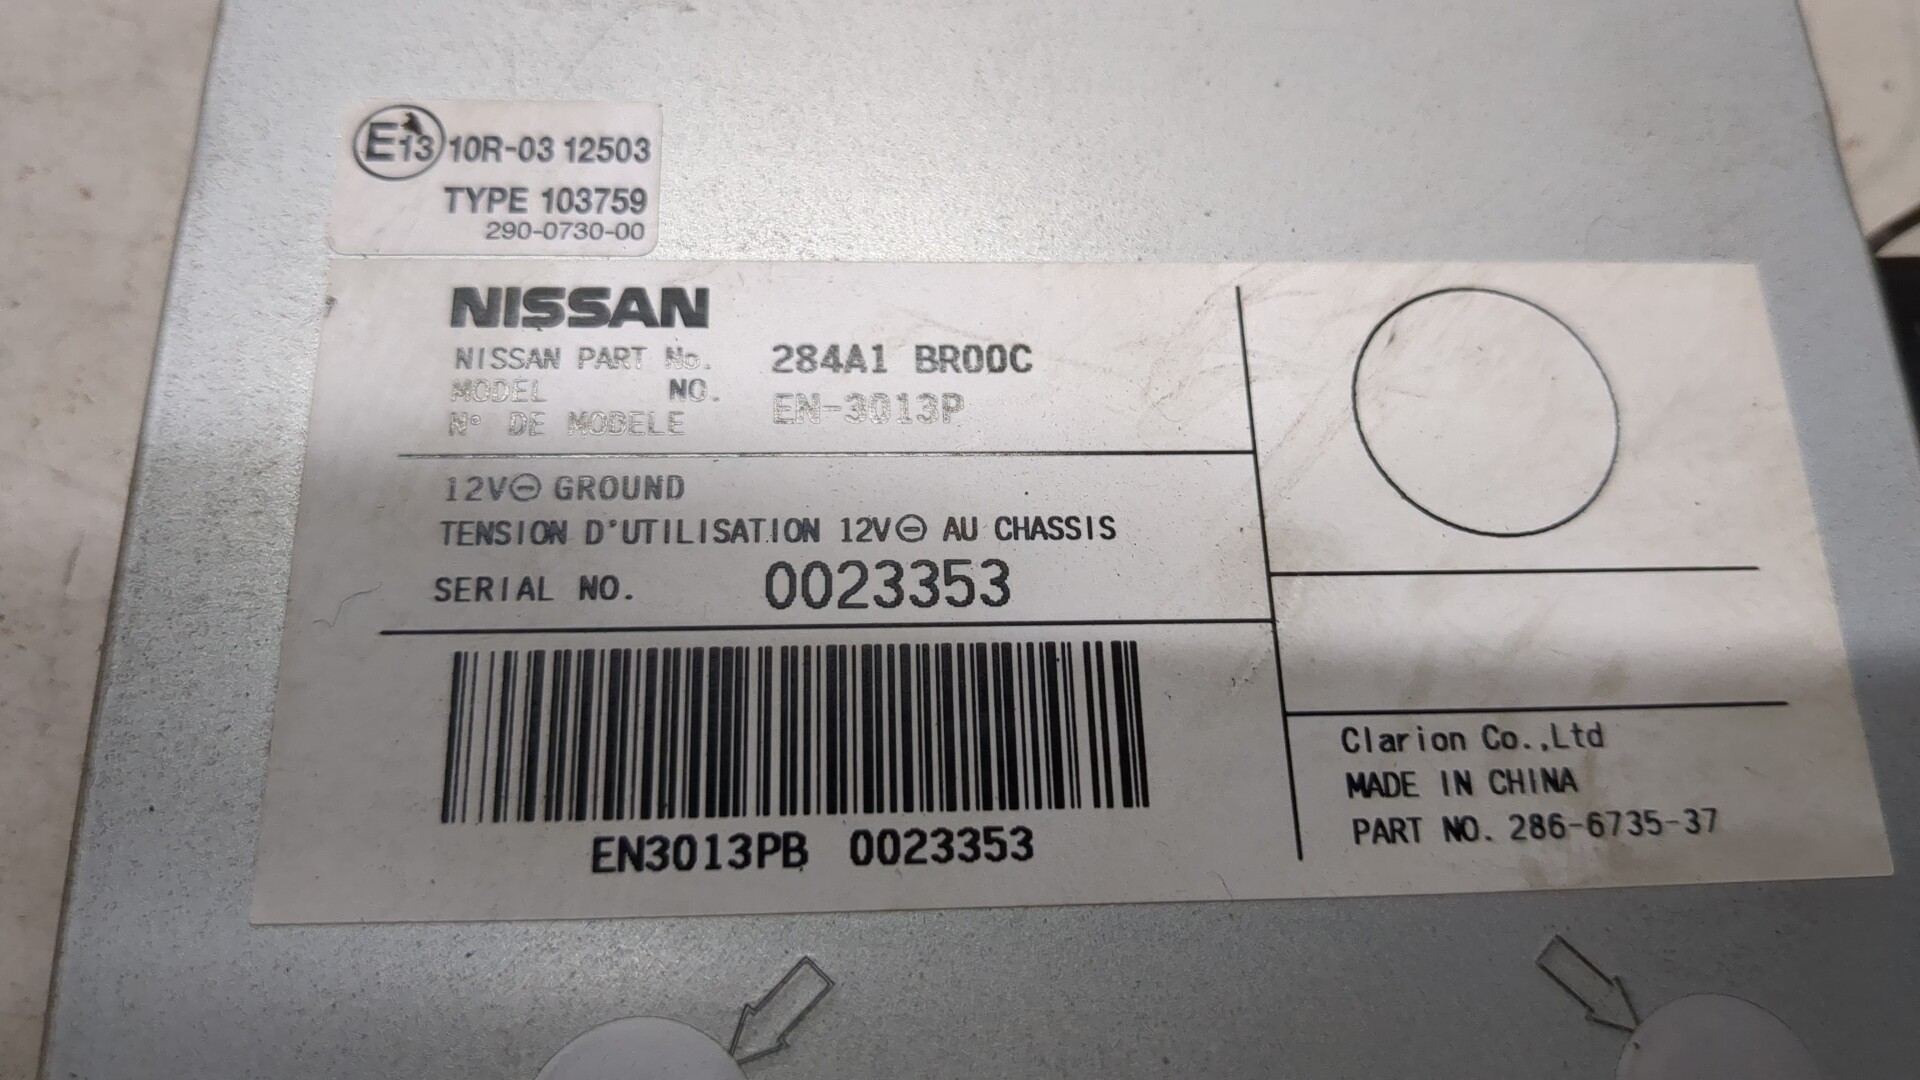 E13 10R-03 12503
TYPE 103759
290-0730-00
NISSAN
NISSAN PART No. 284A1 BR00C
MODEL NO. EN-3013P
N° DE MODELE
12V⊖ GROUND
TENSION D'UTILISATION 12V⊖ AU CHASSIS
SERIAL NO. 0023353
EN3013PB 0023353
Clarion Co.,Ltd
MADE IN CHINA
PART NO. 286-6735-37